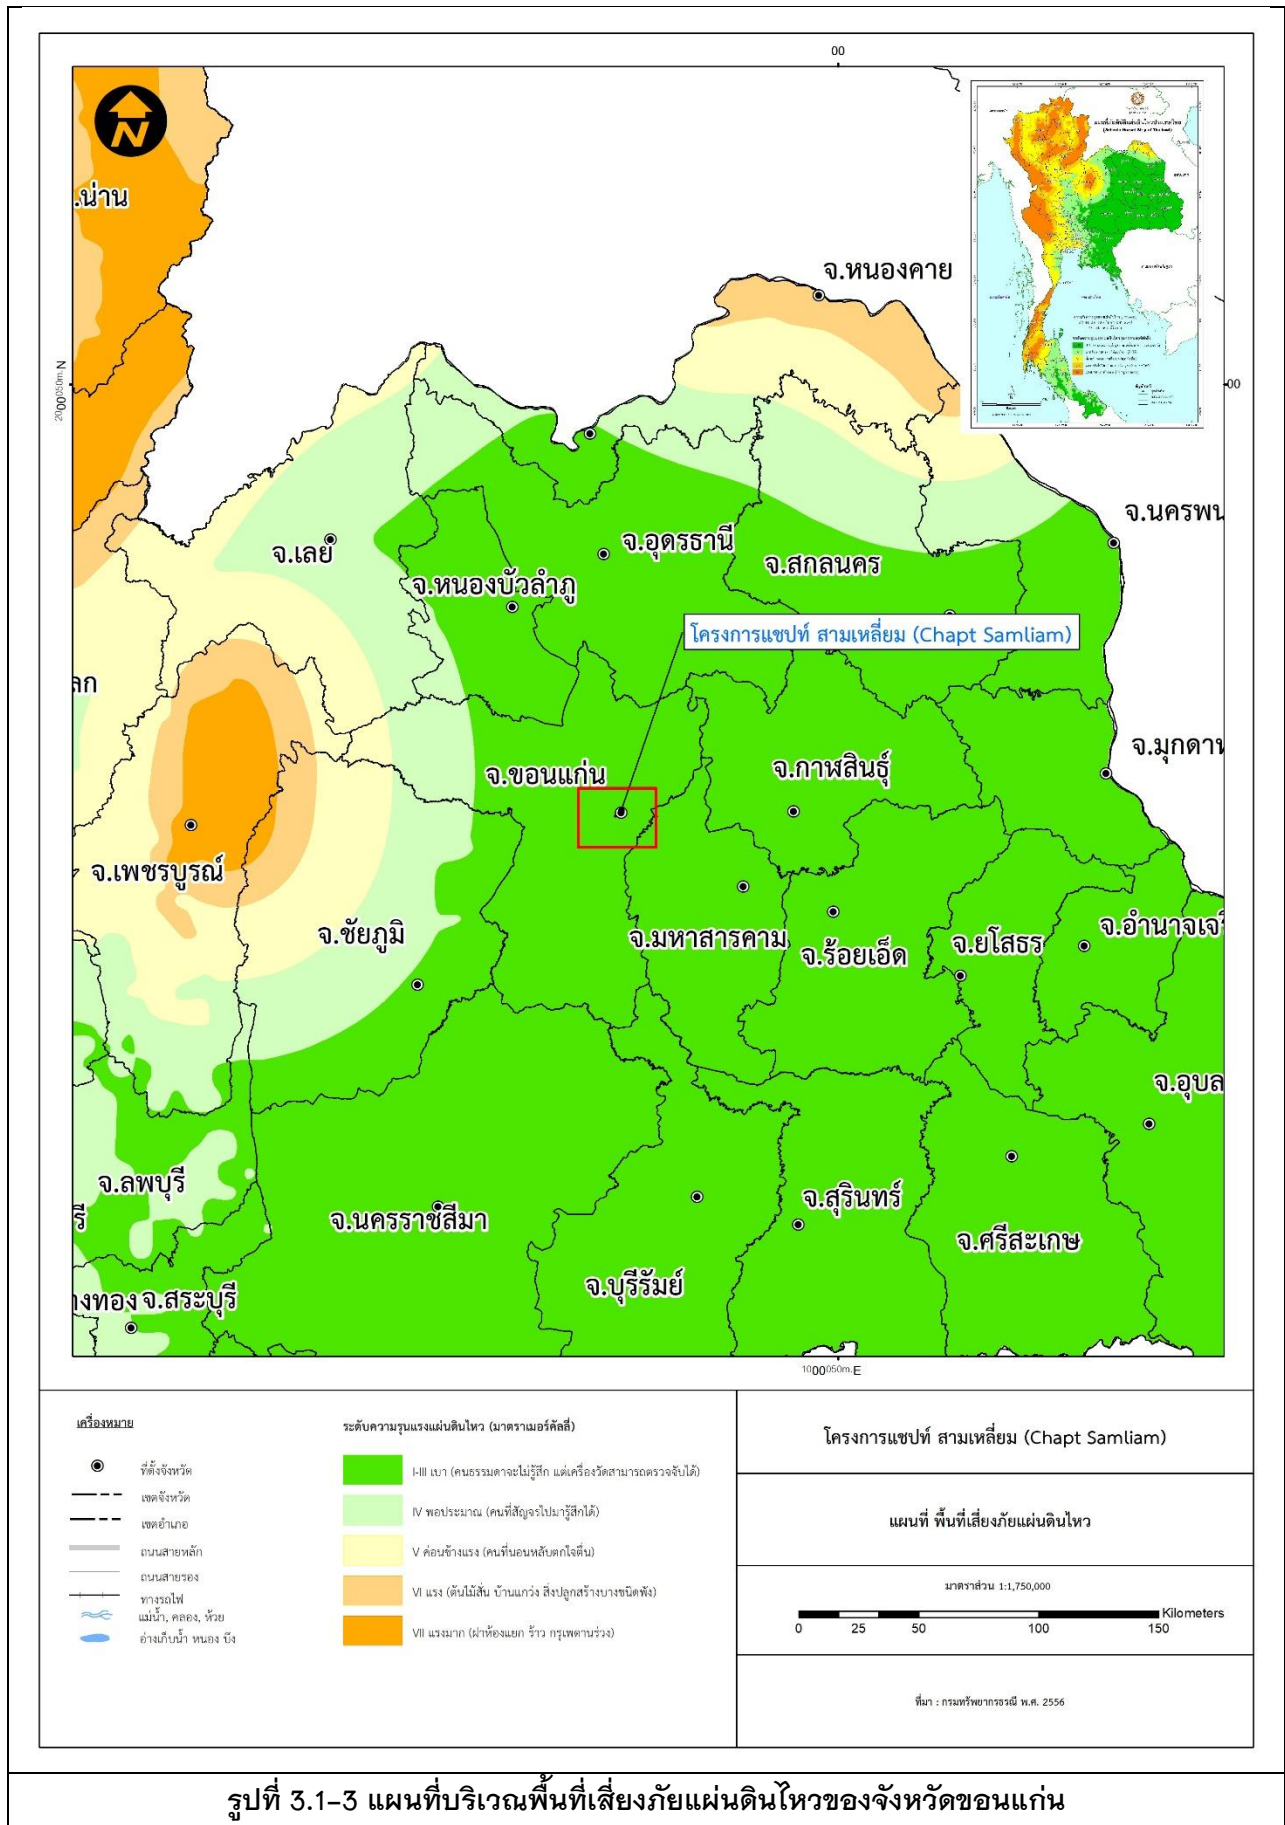 00
N
.น่าน
จ.หนองคาย
2000050m.N
00
จ.นครพน
จ.เลย
จ.อุดรธานี
จ.สกลนคร
จ.หนองบัวลำภู
โครงการแชปท์ สามเหลี่ยม (Chapt Samliam)
ลก
จ.มุกดาห
จ.ขอนแก่น
จ.กาฬสินธุ์
จ.เพชรบูรณ์
จ.ชัยภูมิ
จ.มหาสารคาม
จ.ร้อยเอ็ด
จ.ยโสธร
จ.อำนาจเจริ
จ.อุบล
จ.ลพบุรี
รี
จ.นครราชสีมา
จ.สุรินทร์
จ.ศรีสะเกษ
จ.บุรีรัมย์
างทอง
จ.สระบุรี
1000050m.E
เครื่องหมาย
ที่ตั้งจังหวัด
เขตจังหวัด
เขตอำเภอ
ถนนสายหลัก
ถนนสายรอง
ทางรถไฟ
แม่น้ำ, คลอง, ห้วย
อ่างเก็บน้ำ หนอง บึง
ระดับความรุนแรงแผ่นดินไหว (มาตราเมอร์คัลลี่)
I-III เบา (คนธรรมดาจะไม่รู้สึก แต่เครื่องวัดสามารถตรวจจับได้)
IV พอประมาณ (คนที่สัญจรไปมารู้สึกได้)
V ค่อนข้างแรง (คนที่นอนหลับตกใจตื่น)
VI แรง (ต้นไม้สั่น บ้านแกว่ง สิ่งปลูกสร้างบางชนิดพัง)
VII แรงมาก (ฝาห้องแยก ร้าว กรุเพดานร่วง)
โครงการแชปท์ สามเหลี่ยม (Chapt Samliam)
แผนที่ พื้นที่เสี่ยงภัยแผ่นดินไหว
มาตราส่วน 1:1,750,000
Kilometers
0 25 50 100 150
ที่มา : กรมทรัพยากรธรณี พ.ศ. 2556
รูปที่ 3.1-3 แผนที่บริเวณพื้นที่เสี่ยงภัยแผ่นดินไหวของจังหวัดขอนแก่น